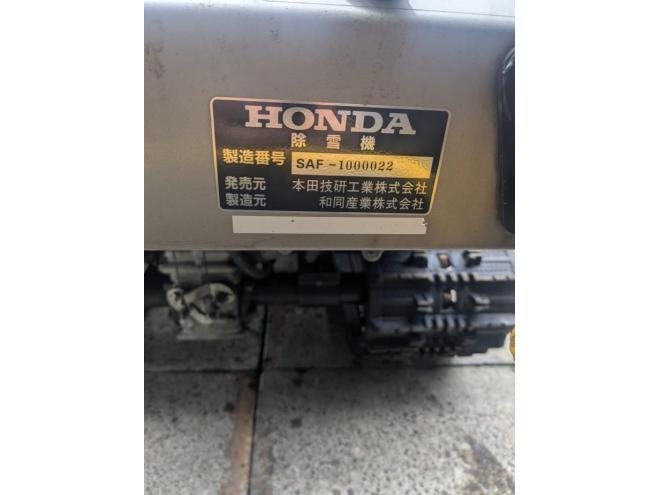 HONDA
除雪機
製造番号 SAF-1000022
発売元 本田技研工業株式会社
製造元 和同産業株式会社